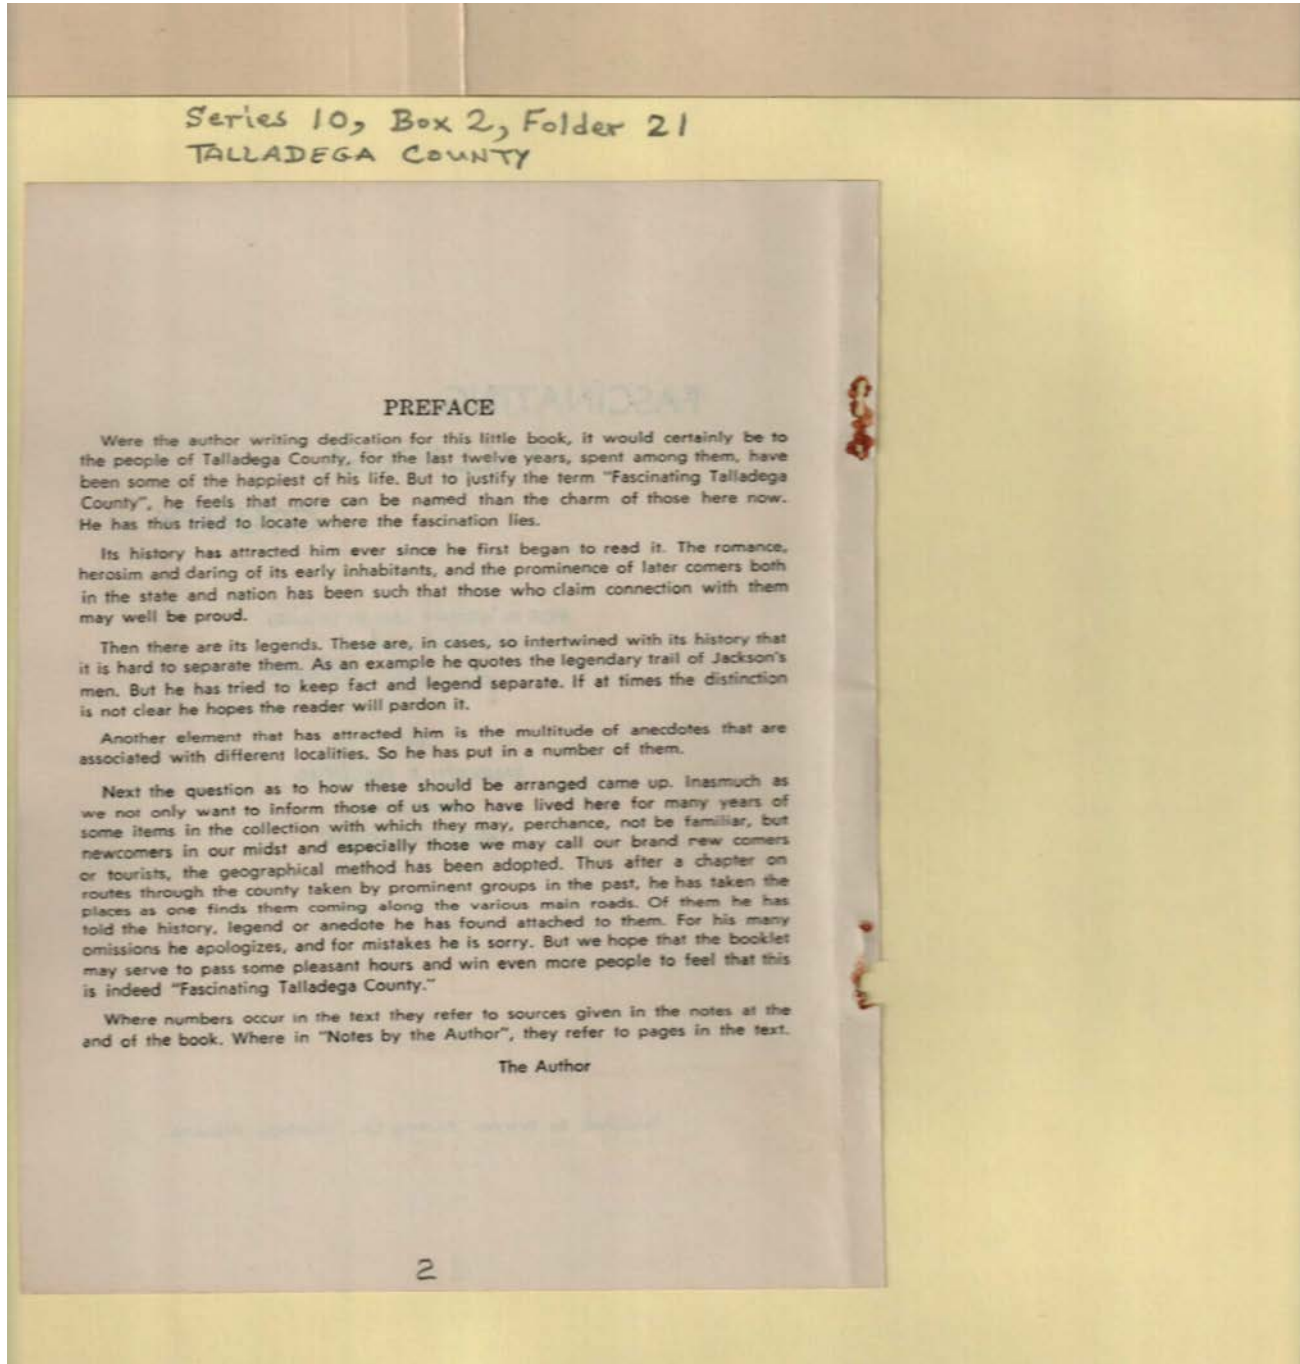 Series 10, Box 2, Folder 21
TALLADEGA COUNTY
PREFACE
Were the author writing dedication for this little book, it would certainly be to
the people of Talladega County, for the last twelve years, spent among them, have
been some of the happiest of his life. But to justify the term "Fascinating Talladega
County", he feels that more can be named than the charm of those here now.
He has thus tried to locate where the fascination lies.
Its history has attracted him ever since he first began to read it. The romance,
herosim and daring of its early inhabitants, and the prominence of later comers both
in the state and nation has been such that those who claim connection with them
may well be proud.
Then there are its legends. These are, in cases, so intertwined with its history that
it is hard to separate them. As an example he quotes the legendary trail of Jackson's
men. But he has tried to keep fact and legend separate. If at times the distinction
is not clear he hopes the reader will pardon it.
Another element that has attracted him is the multitude of anecdotes that are
associated with different localities. So he has put in a number of them.
Next the question as to how these should be arranged came up. Inasmuch as
we not only want to inform those of us who have lived here for many years of
some items in the collection with which they may, perchance, not be familiar, but
newcomers in our midst and especially those we may call our brand new comers
or tourists, the geographical method has been adopted. Thus after a chapter on
routes through the county taken by prominent groups in the past, he has taken the
places as one finds them coming along the various main roads. Of them he has
told the history, legend or anedote he has found attached to them. For his many
omissions he apologizes, and for mistakes he is sorry. But we hope that the booklet
may serve to pass some pleasant hours and win even more people to feel that this
is indeed "Fascinating Talladega County."
Where numbers occur in the text they refer to sources given in the notes at the
and of the book. Where in "Notes by the Author", they refer to pages in the text.
The Author
2